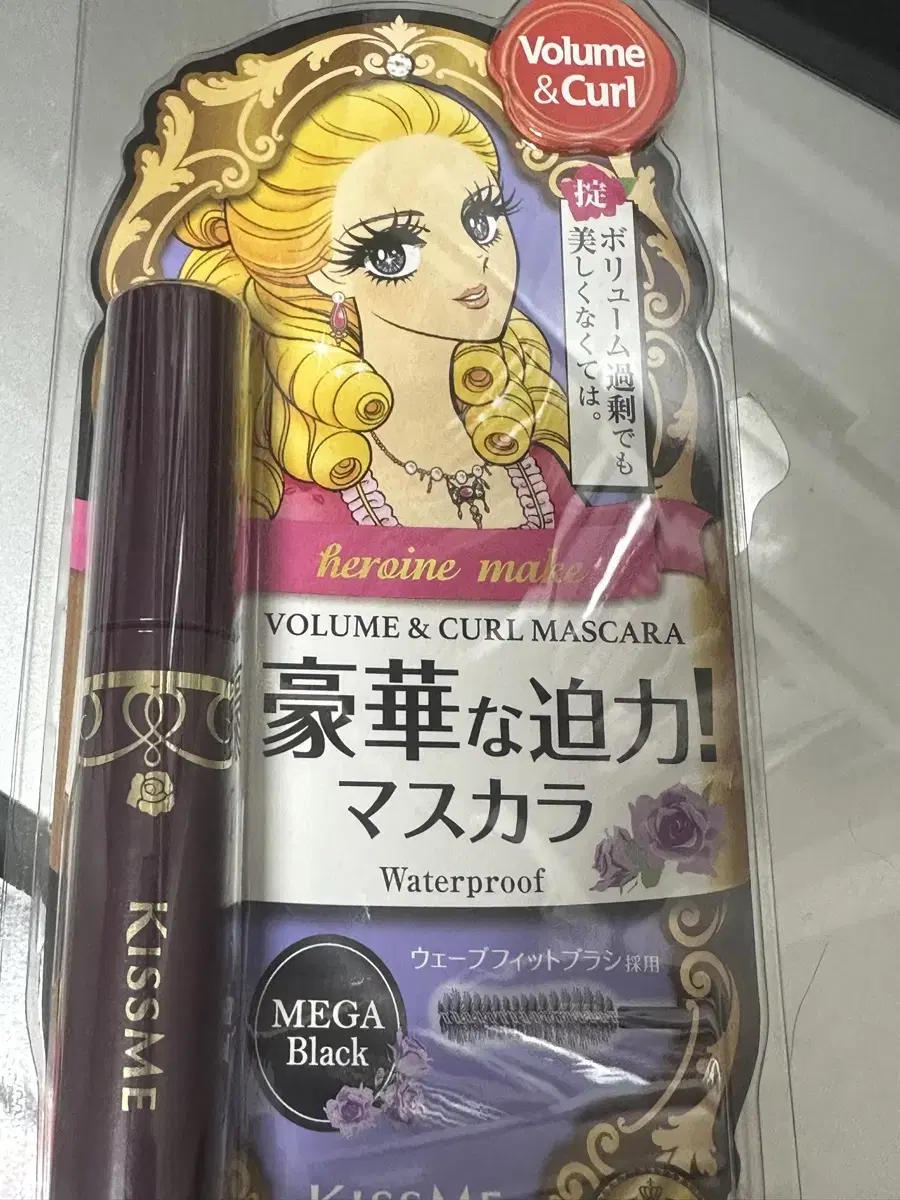 Volume
&Curl
掟
ボリューム過剰でも
美しくなくては。
heroine make
VOLUME & CURL MASCARA
豪華な迫力!
マスカラ
Waterproof
ウェーブフィットブラシ採用
MEGA
Black
KISSME
KISSME